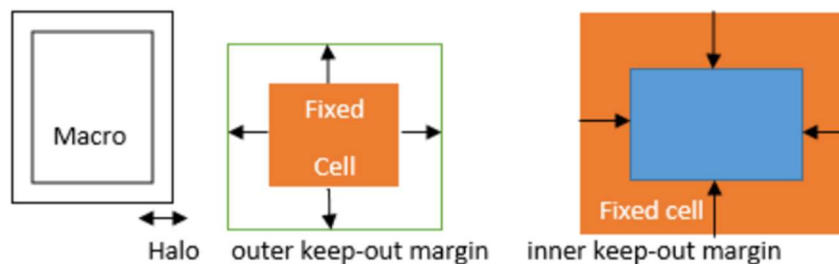 Macro
Fixed
Cell
Fixed cell
Halo
outer keep-out margin
inner keep-out margin